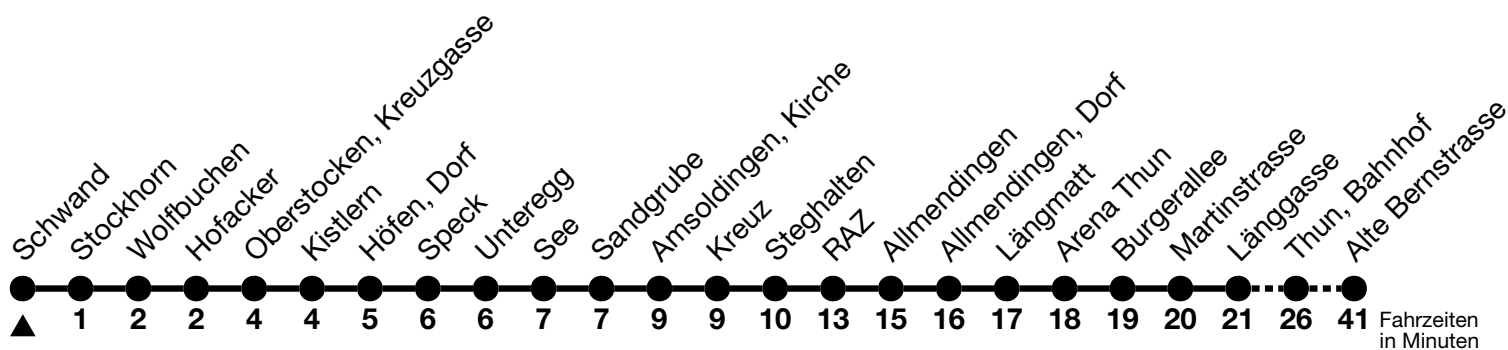 Schwand
Stockhorn
Wolfbuchen
Hofacker
Oberstocken, Kreuzgasse
Kistlern
Höfen, Dorf
Speck
Unteregg
See
Sandgrube
Amsoldingen, Kirche
Kreuz
Steghalten
RAZ
Allmendingen
Allmendingen, Dorf
Längmatt
Arena Thun
Burgerallee
Martinstrasse
Länggasse
Thun, Bahnhof
Alte Bernstrasse
1 2 2 4 4 5 6 6 7 7 9 9 10 13 15 16 17 18 19 20 21 26 41
Fahrzeiten
in Minuten